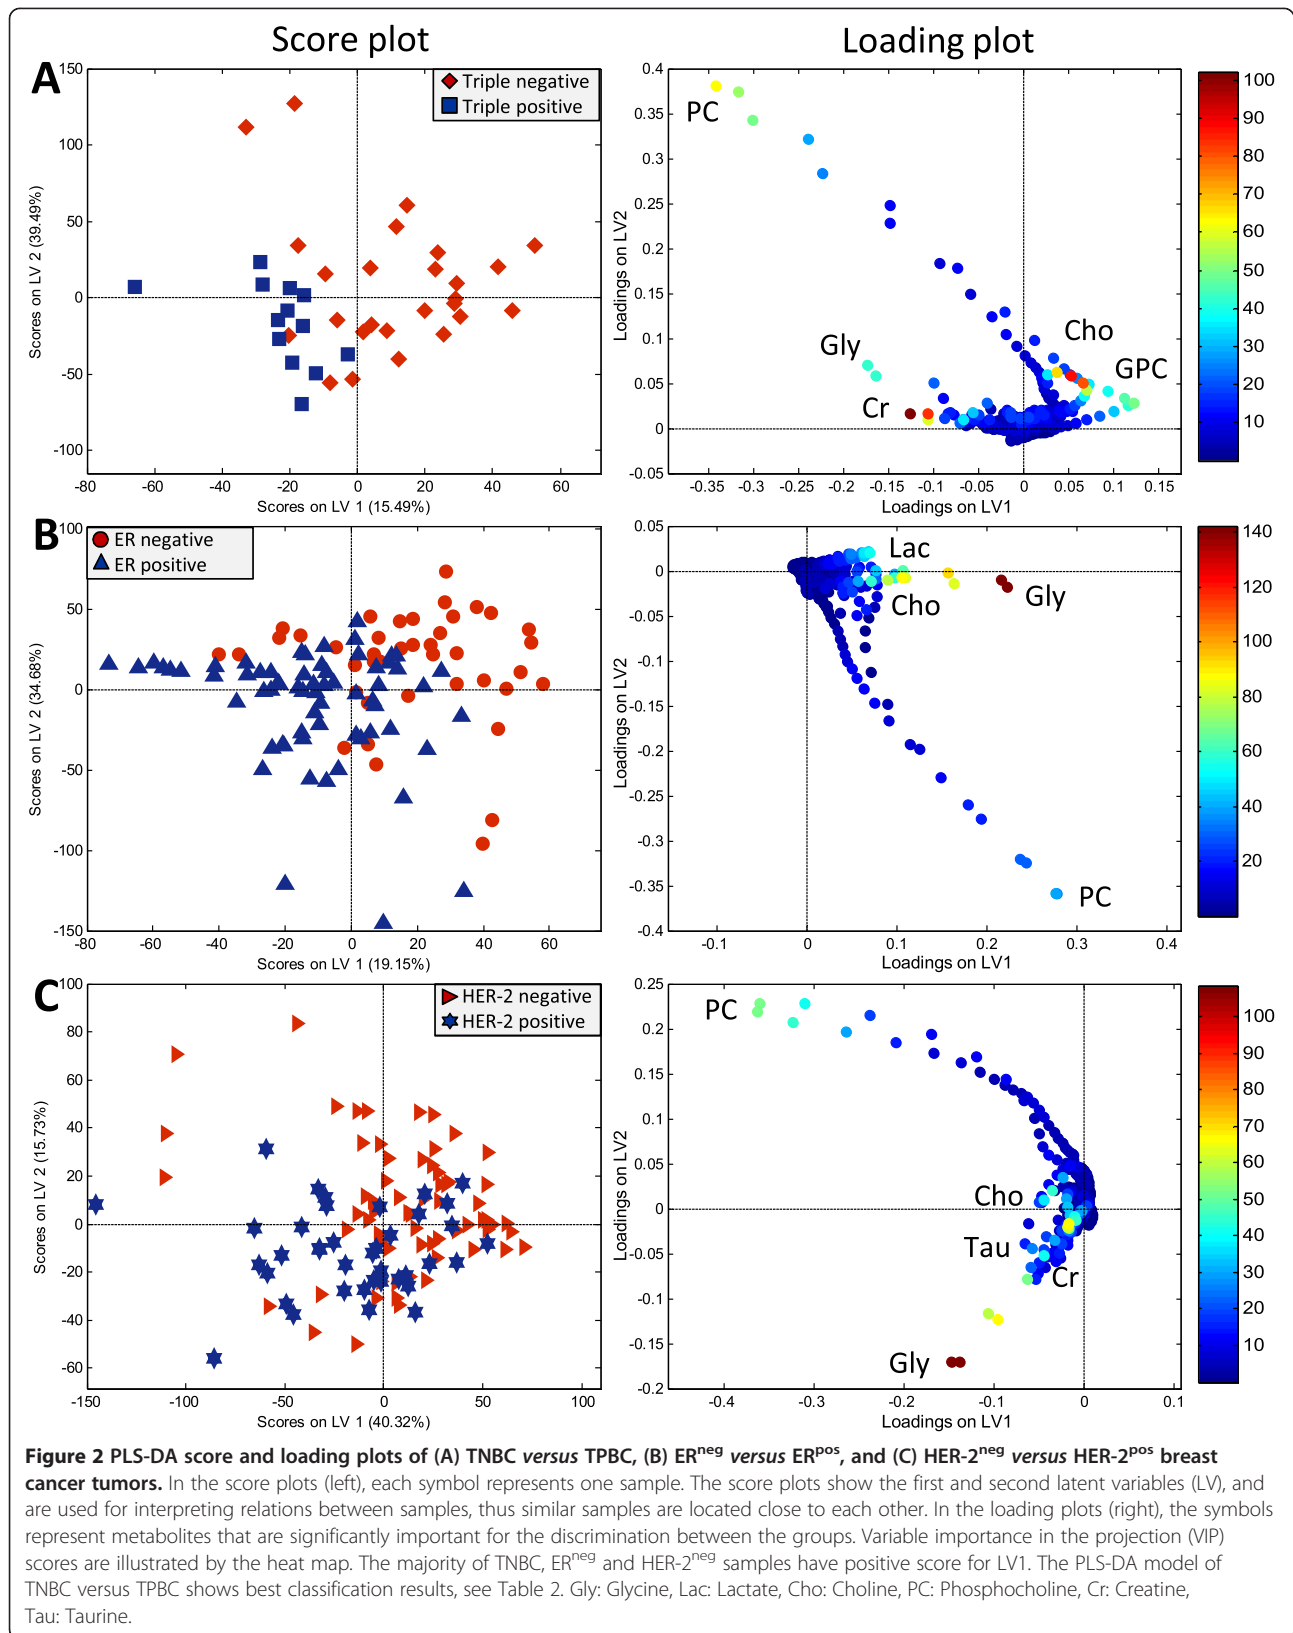 Score plot
Loading plot
A
150
100
50
0
-50
-100
-80
-60
-40
-20
0
20
40
60
Scores on LV 2 (39.49%)
Scores on LV 1 (15.49%)
Triple negative
Triple positive
0.4
0.35
0.3
0.25
0.2
0.15
0.1
0.05
0
-0.05
-0.35
-0.3
-0.25
-0.2
-0.15
-0.1
-0.05
0
0.05
0.1
0.15
Loadings on LV2
Loadings on LV1
PC
Gly
Cr
Cho
GPC
100
90
80
70
60
50
40
30
20
10
B
100
50
0
-50
-100
-150
-80
-60
-40
-20
0
20
40
60
Scores on LV 2 (34.68%)
Scores on LV 1 (19.15%)
ER negative
ER positive
0.05
0
-0.05
-0.1
-0.15
-0.2
-0.25
-0.3
-0.35
-0.4
-0.1
0
0.1
0.2
0.3
0.4
Loadings on LV2
Loadings on LV1
Lac
Cho
Gly
PC
140
120
100
80
60
40
20
C
100
80
60
40
20
0
-20
-40
-60
-150
-100
-50
0
50
100
Scores on LV 2 (15.73%)
Scores on LV 1 (40.32%)
HER-2 negative
HER-2 positive
0.25
0.2
0.15
0.1
0.05
0
-0.05
-0.1
-0.15
-0.2
-0.4
-0.3
-0.2
-0.1
0
0.1
Loadings on LV2
Loadings on LV1
PC
Cho
Tau
Cr
Gly
100
90
80
70
60
50
40
30
20
10
Figure 2 PLS-DA score and loading plots of (A) TNBC versus TPBC, (B) ERneg versus ERpos, and (C) HER-2neg versus HER-2pos breast
cancer tumors. In the score plots (left), each symbol represents one sample. The score plots show the first and second latent variables (LV), and
are used for interpreting relations between samples, thus similar samples are located close to each other. In the loading plots (right), the symbols
represent metabolites that are significantly important for the discrimination between the groups. Variable importance in the projection (VIP)
scores are illustrated by the heat map. The majority of TNBC, ERneg and HER-2neg samples have positive score for LV1. The PLS-DA model of
TNBC versus TPBC shows best classification results, see Table 2. Gly: Glycine, Lac: Lactate, Cho: Choline, PC: Phosphocholine, Cr: Creatine,
Tau: Taurine.